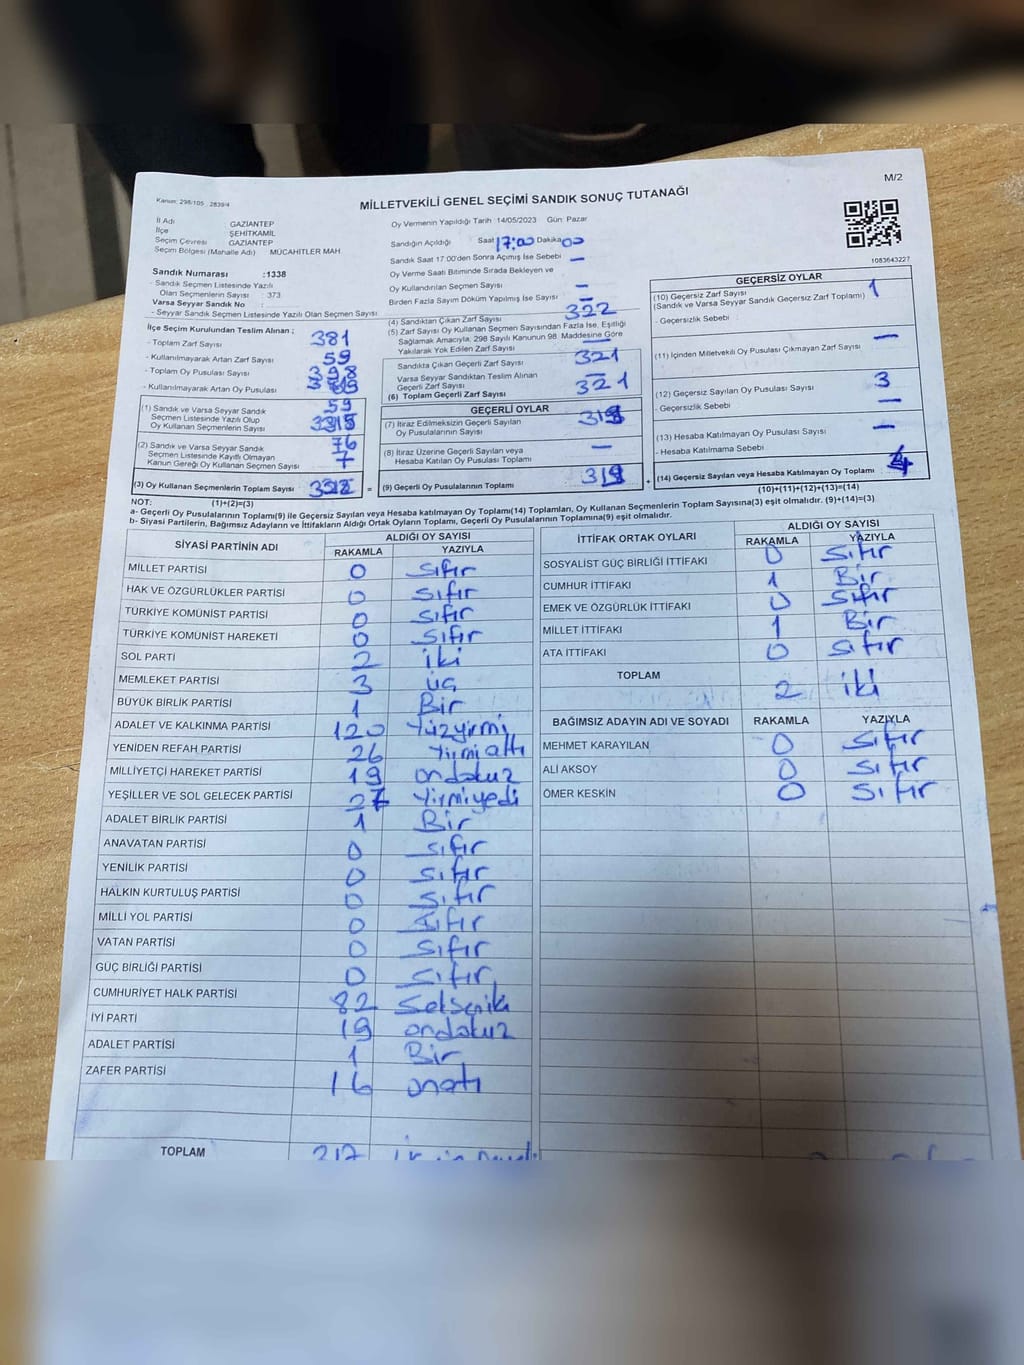 M/2
Kanun: 298/105 , 2839/4
MİLLETVEKİLİ GENEL SEÇİMİ SANDIK SONUÇ TUTANAĞI
1083643227
İl Adı : GAZİANTEP
İlçe : ŞEHİTKAMİL
Seçim Çevresi : GAZİANTEP
Seçim Bölgesi (Mahalle Adı) : MÜCAHİTLER MAH
Sandık Numarası :1338
- Sandık Seçmen Listesinde Yazılı
Olan Seçmenlerin Sayısı : 373
Varsa Seyyar Sandık No :
- Seyyar Sandık Seçmen Listesinde Yazılı Olan Seçmen Sayısı
Oy Vermenin Yapıldığı Tarih :14/05/2023 Gün: Pazar
Sandığın Açıldığı Saat 17:00 Dakika 00
Sandık Saat 17:00'den Sonra Açımış İse Sebebi —
Oy Verme Saati Bitiminde Sırada Bekleyen ve
Oy Kullandırılan Seçmen Sayısı —
Birden Fazla Sayım Döküm Yapılmış İse Sayısı —
İlçe Seçim Kurulundan Teslim Alınan ;
- Toplam Zarf Sayısı 381
- Kullanılmayarak Artan Zarf Sayısı 59
- Toplam Oy Pusulası Sayısı 398
- Kullanılmayarak Artan Oy Pusulası
(1) Sandık ve Varsa Seyyar Sandık 59
Seçmen Listesinde Yazılı Olup
Oy Kullanan Seçmenlerin Sayısı
(2) Sandık ve Varsa Seyyar Sandık 76
Seçmen Listesinde Kayıtlı Olmayan
Kanun Gereği Oy Kullanan Seçmen Sayısı 7
(3) Oy Kullanan Seçmenlerin Toplam Sayısı
(1)+(2)=(3)
(4) Sandıktan Çıkan Zarf Sayısı 322
(5) Zarf Sayısı Oy Kullanan Seçmen Sayısından Fazla İse, Eşitliği
Sağlamak Amacıyla, 298 Sayılı Kanunun 98. Maddesine Göre
Yakılarak Yok Edilen Zarf Sayısı —
Sandıkta Çıkan Geçerli Zarf Sayısı 321
Varsa Seyyar Sandıktan Teslim Alınan
Geçerli Zarf Sayısı
(6) Toplam Geçerli Zarf Sayısı 321
GEÇERLİ OYLAR
(7) İtiraz Edilmeksizin Geçerli Sayılan
Oy Pusulalarının Sayısı
(8) İtiraz Üzerine Geçerli Sayılan veya
Hesaba Katılan Oy Pusulası Toplamı —
= (9) Geçerli Oy Pusulalarının Toplamı
GEÇERSİZ OYLAR
(10) Geçersiz Zarf Sayısı 1
(Sandık ve Varsa Seyyar Sandık Geçersiz Zarf Toplamı)
- Geçersizlik Sebebi
(11) İçinden Milletvekili Oy Pusulası Çıkmayan Zarf Sayısı —
(12) Geçersiz Sayılan Oy Pusulası Sayısı 3
- Geçersizlik Sebebi —
(13) Hesaba Katılmayan Oy Pusulası Sayısı —
- Hesaba Katılmama Sebebi
+ (14) Geçersiz Sayılan veya Hesaba Katılmayan Oy Toplamı 4
(10)+(11)+(12)+(13)=(14)
NOT:
a- Geçerli Oy Pusulalarının Toplamı(9) ile Geçersiz Sayılan veya Hesaba katılmayan Oy Toplamı(14) Toplamları, Oy Kullanan Seçmenlerin Toplam Sayısına(3) eşit olmalıdır. (9)+(14)=(3)
b- Siyasi Partilerin, Bağımsız Adayların ve İttifakların Aldığı Ortak Oyların Toplamı, Geçerli Oy Pusulalarının Toplamına(9) eşit olmalıdır.
SİYASİ PARTİNİN ADI
ALDIĞI OY SAYISI
RAKAMLA YAZIYLA
MİLLET PARTİSİ 0 sıfır
HAK VE ÖZGÜRLÜKLER PARTİSİ 0 sıfır
TÜRKİYE KOMÜNİST PARTİSİ 0 sıfır
TÜRKİYE KOMÜNİST HAREKETİ 0 sıfır
SOL PARTİ 2 iki
MEMLEKET PARTİSİ 3 üç
BÜYÜK BİRLİK PARTİSİ 1 Bir
ADALET VE KALKINMA PARTİSİ 120 Yüzyirmi
YENİDEN REFAH PARTİSİ 26 Yirmialtı
MİLLİYETÇİ HAREKET PARTİSİ 19 ondokuz
YEŞİLLER VE SOL GELECEK PARTİSİ 27 Yirmiyedi
ADALET BİRLİK PARTİSİ 1 Bir
ANAVATAN PARTİSİ 0 sıfır
YENİLİK PARTİSİ 0 sıfır
HALKIN KURTULUŞ PARTİSİ 0 sıfır
MİLLİ YOL PARTİSİ 0 sıfır
VATAN PARTİSİ 0 sıfır
GÜÇ BİRLİĞİ PARTİSİ 0 sıfır
CUMHURİYET HALK PARTİSİ 82 Sekseniki
İYİ PARTİ 19 ondokuz
ADALET PARTİSİ 1 Bir
ZAFER PARTİSİ 16 onaltı
TOPLAM 317
İTTİFAK ORTAK OYLARI
ALDIĞI OY SAYISI
RAKAMLA YAZIYLA
SOSYALİST GÜÇ BİRLİĞİ İTTİFAKI 0 sıfır
CUMHUR İTTİFAKI 1 Bir
EMEK VE ÖZGÜRLÜK İTTİFAKI 0 sıfır
MİLLET İTTİFAKI 1 Bir
ATA İTTİFAKI 0 sıfır
TOPLAM 2 iki
BAĞIMSIZ ADAYIN ADI VE SOYADI RAKAMLA YAZIYLA
MEHMET KARAYILAN 0 sıfır
ALİ AKSOY 0 sıfır
ÖMER KESKİN 0 sıfır